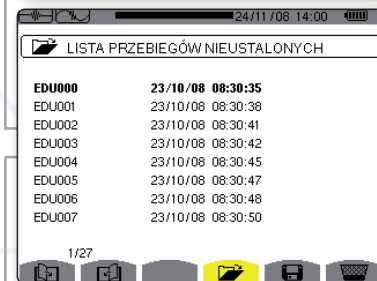 24/11/08 14:00
LISTA PRZEBIEGÓW NIEUSTALONYCH
EDU000 23/10/08 08:30:35
EDU001 23/10/08 08:30:38
EDU002 23/10/08 08:30:41
EDU003 23/10/08 08:30:42
EDU004 23/10/08 08:30:45
EDU005 23/10/08 08:30:47
EDU006 23/10/08 08:30:48
EDU007 23/10/08 08:30:50
1/27